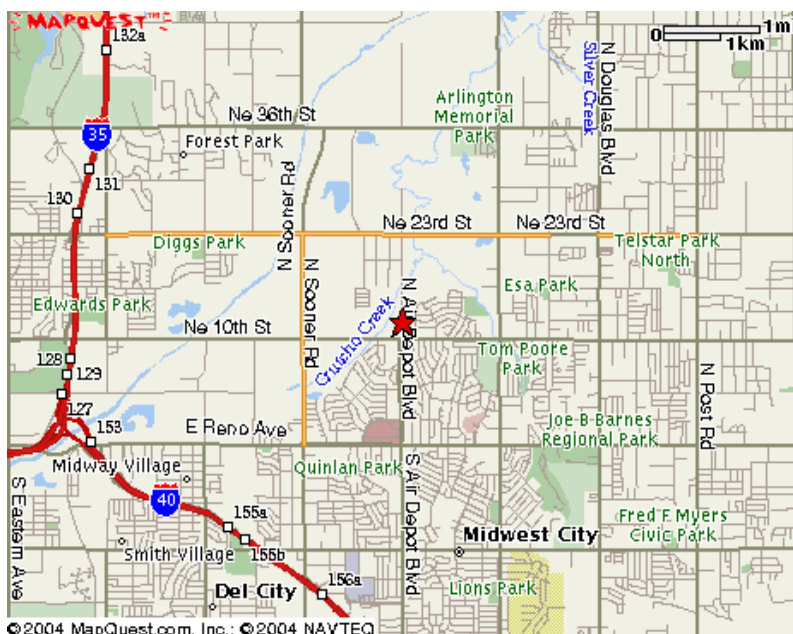 MAPQUEST
132a
0
1m
1km
N Douglas Blvd
Silver Creek
Arlington
Memorial
Park
Ne 36th St
35
Forest Park
131
N Sooner Rd
130
Ne 23rd St
Ne 23rd St
Diggs Park
Telstar Park
North
N Sooner Rd
Esa Park
Edwards Park
Crutcho Creek
N Air Depot Blvd
Ne 10th St
128
129
Tom Poore
Park
N Post Rd
127
153
E Reno Ave
Joe B Barnes
Regional Park
Midway Village
Quinlan Park
S Air Depot Blvd
S Eastern Ave
40
155a
155b
Smith Village
Midwest City
Fred F Myers
Civic Park
156a
Del City
Lions Park
©2004 MapQuest.com, Inc.; ©2004 NAVTEQ